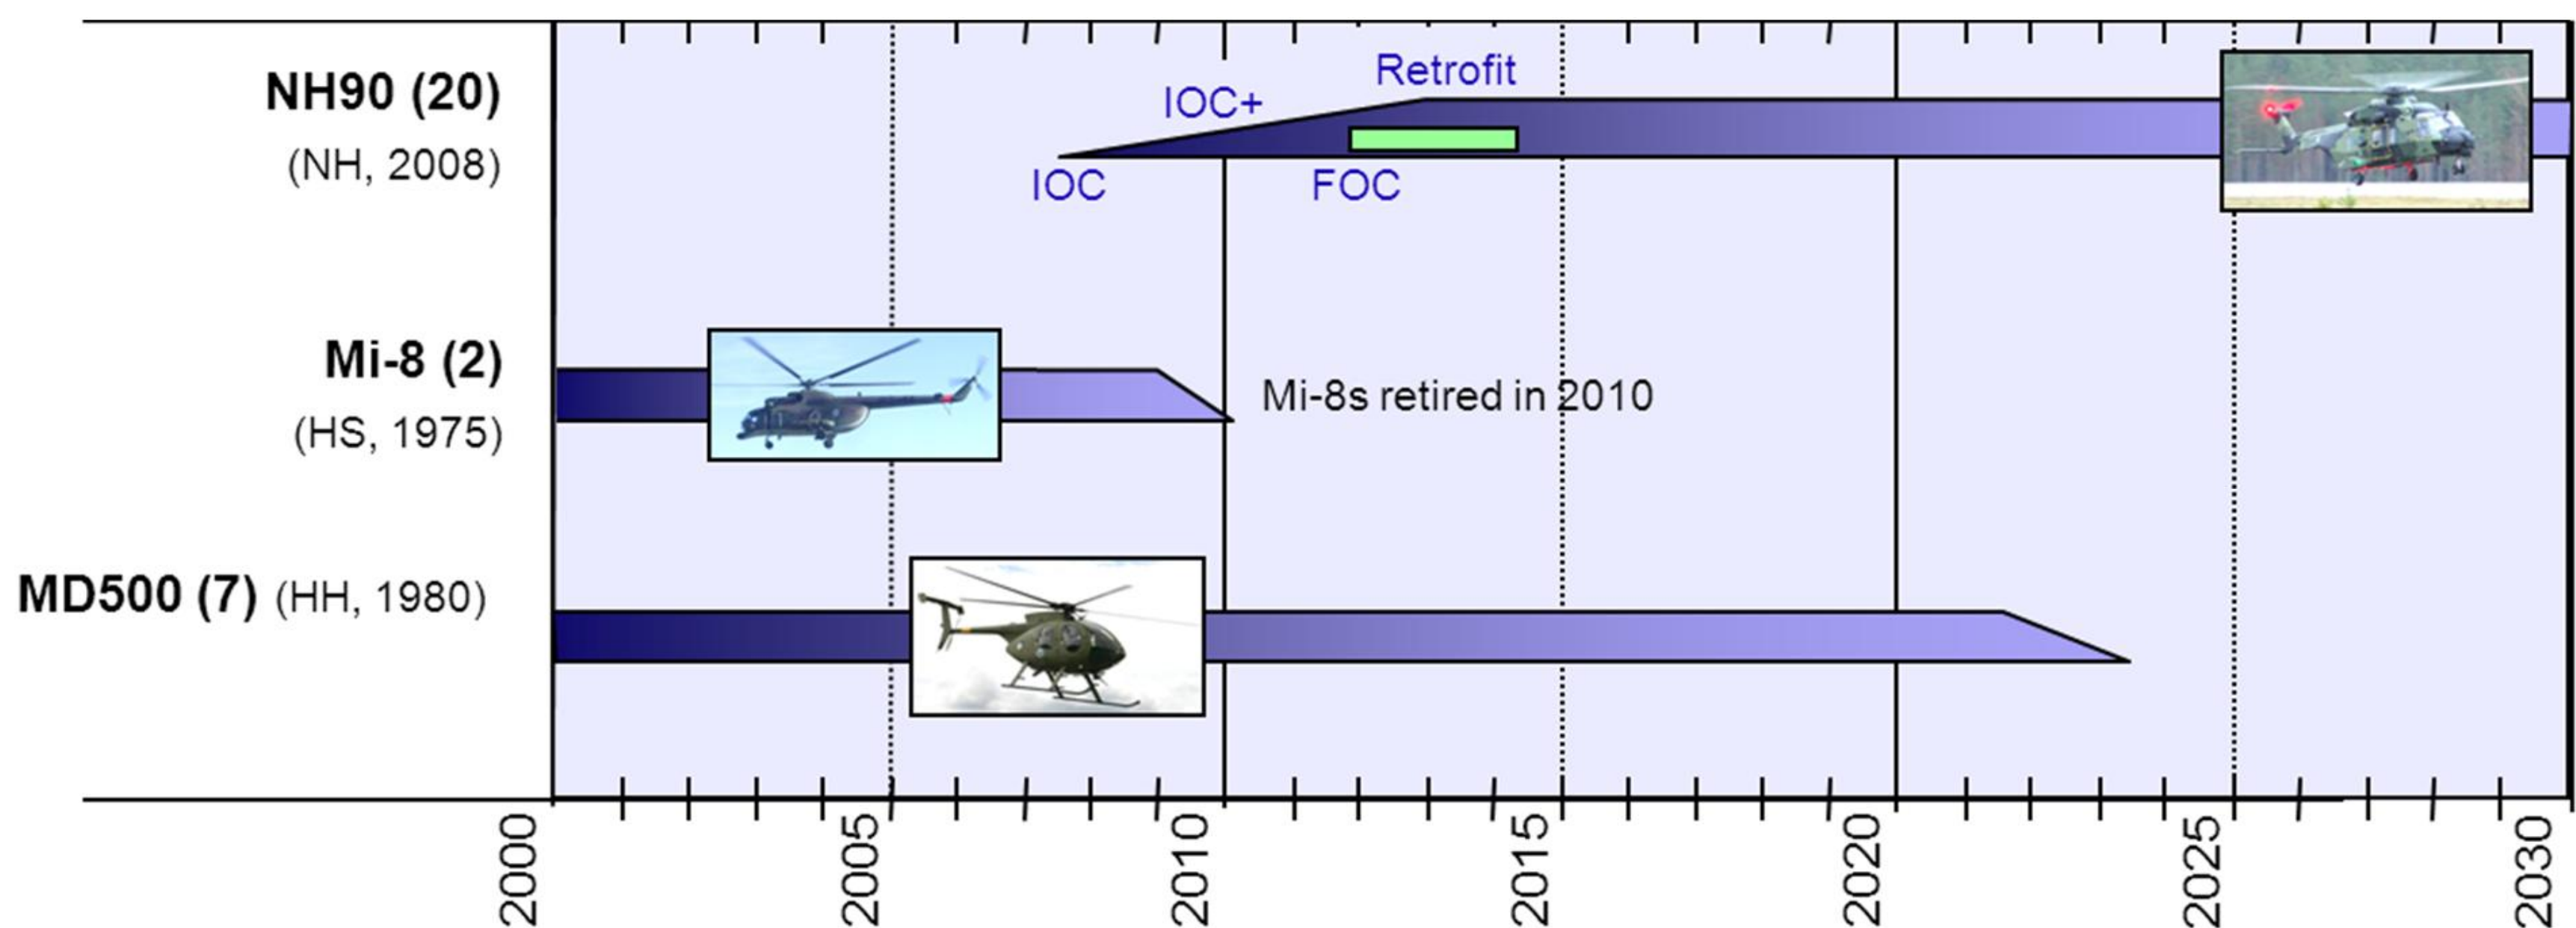 NH90 (20)
(NH, 2008)
IOC+
Retrofit
IOC
FOC
Mi-8 (2)
(HS, 1975)
Mi-8s retired in 2010
MD500 (7) (HH, 1980)
2000
2005
2010
2015
2020
2025
2030